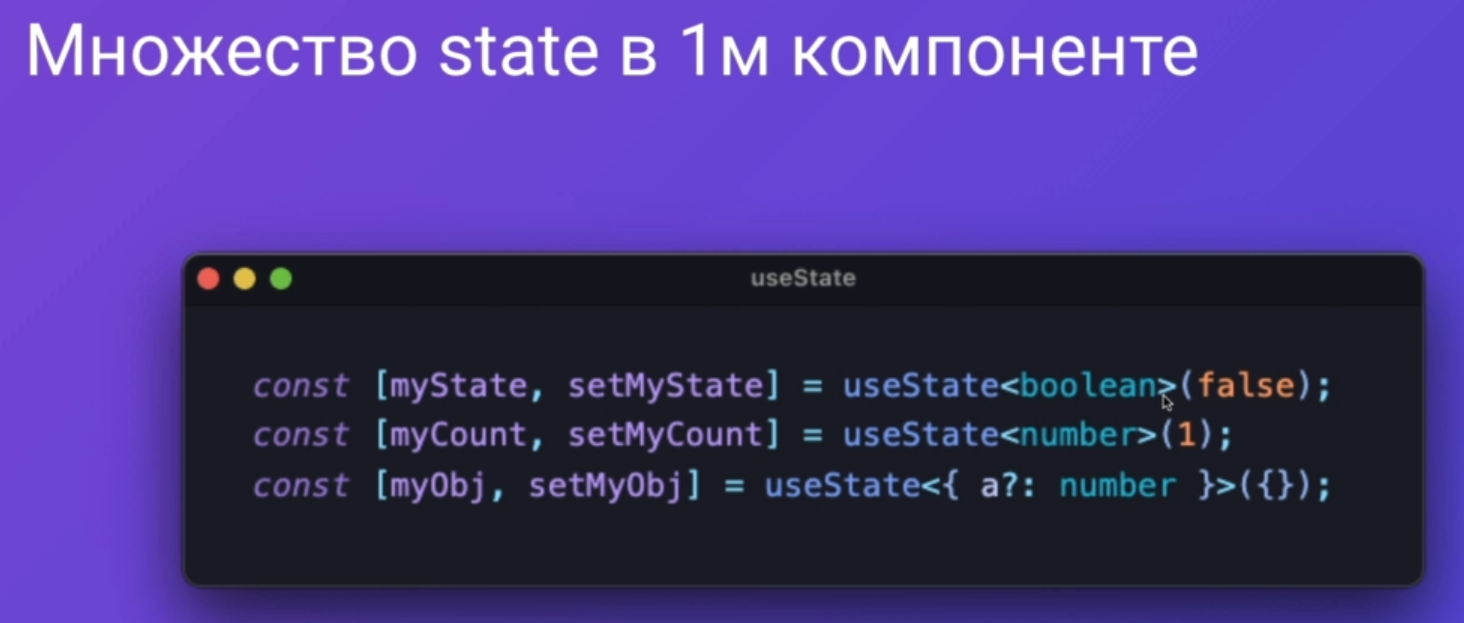 Множество state в 1м компоненте
useState
const [myState, setMyState] = useState<boolean>(false);
const [myCount, setMyCount] = useState<number>(1);
const [myObj, setMyObj] = useState<{ a?: number }>({});